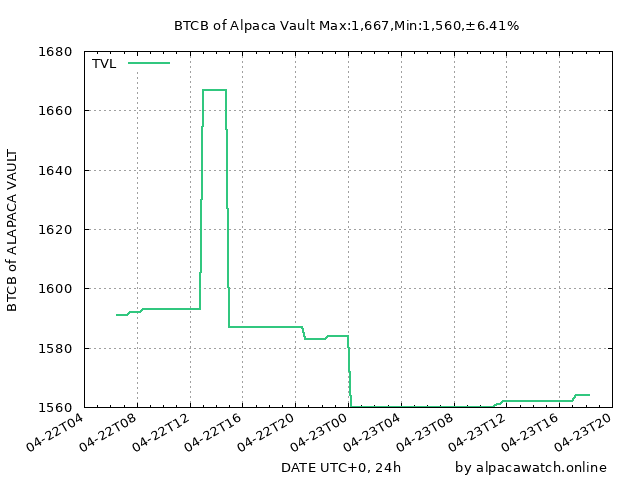 BTCB of Alpaca Vault Max:1,667,Min:1,560,±6.41%
TVL
1680
1660
1640
1620
1600
1580
1560
BTCB of ALAPACA VAULT
04-22T04
04-22T08
04-22T12
04-22T16
04-22T20
04-23T00
04-23T04
04-23T08
04-23T12
04-23T16
04-23T20
DATE UTC+0, 24h
by alpacawatch.online